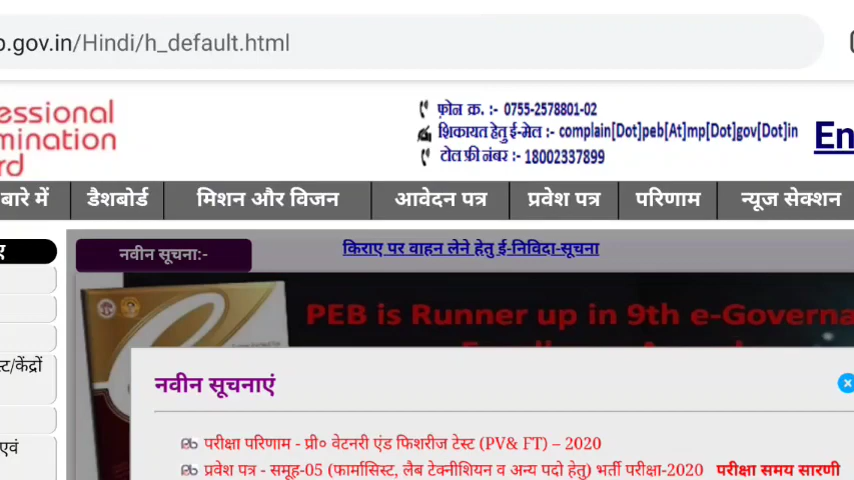 .gov.in/Hindi/h_default.html
फ़ोन क्र. :- 0755-2578801-02
शिकायत हेतु ई-मेल :- complain[Dot]peb[At]mp[Dot]gov[Dot]in
टोल फ्री नंबर :- 18002337899
essional
mination
rd
En
बारे में डैशबोर्ड मिशन और विजन आवेदन पत्र प्रवेश पत्र परिणाम न्यूज सेक्शन
नवीन सूचना:- किराए पर वाहन लेने हेतु ई-निविदा-सूचना
PEB is Runner up in 9th e-Governa
स्ट/केंद्रों
नवीन सूचनाएं
परीक्षा परिणाम - प्री० वेटनरी एंड फिशरीज टेस्ट (PV& FT) – 2020
एवं
प्रवेश पत्र - समूह-05 (फार्मासिस्ट, लैब टेक्नीशियन व अन्य पदो हेतु) भर्ती परीक्षा-2020 परीक्षा समय सारणी